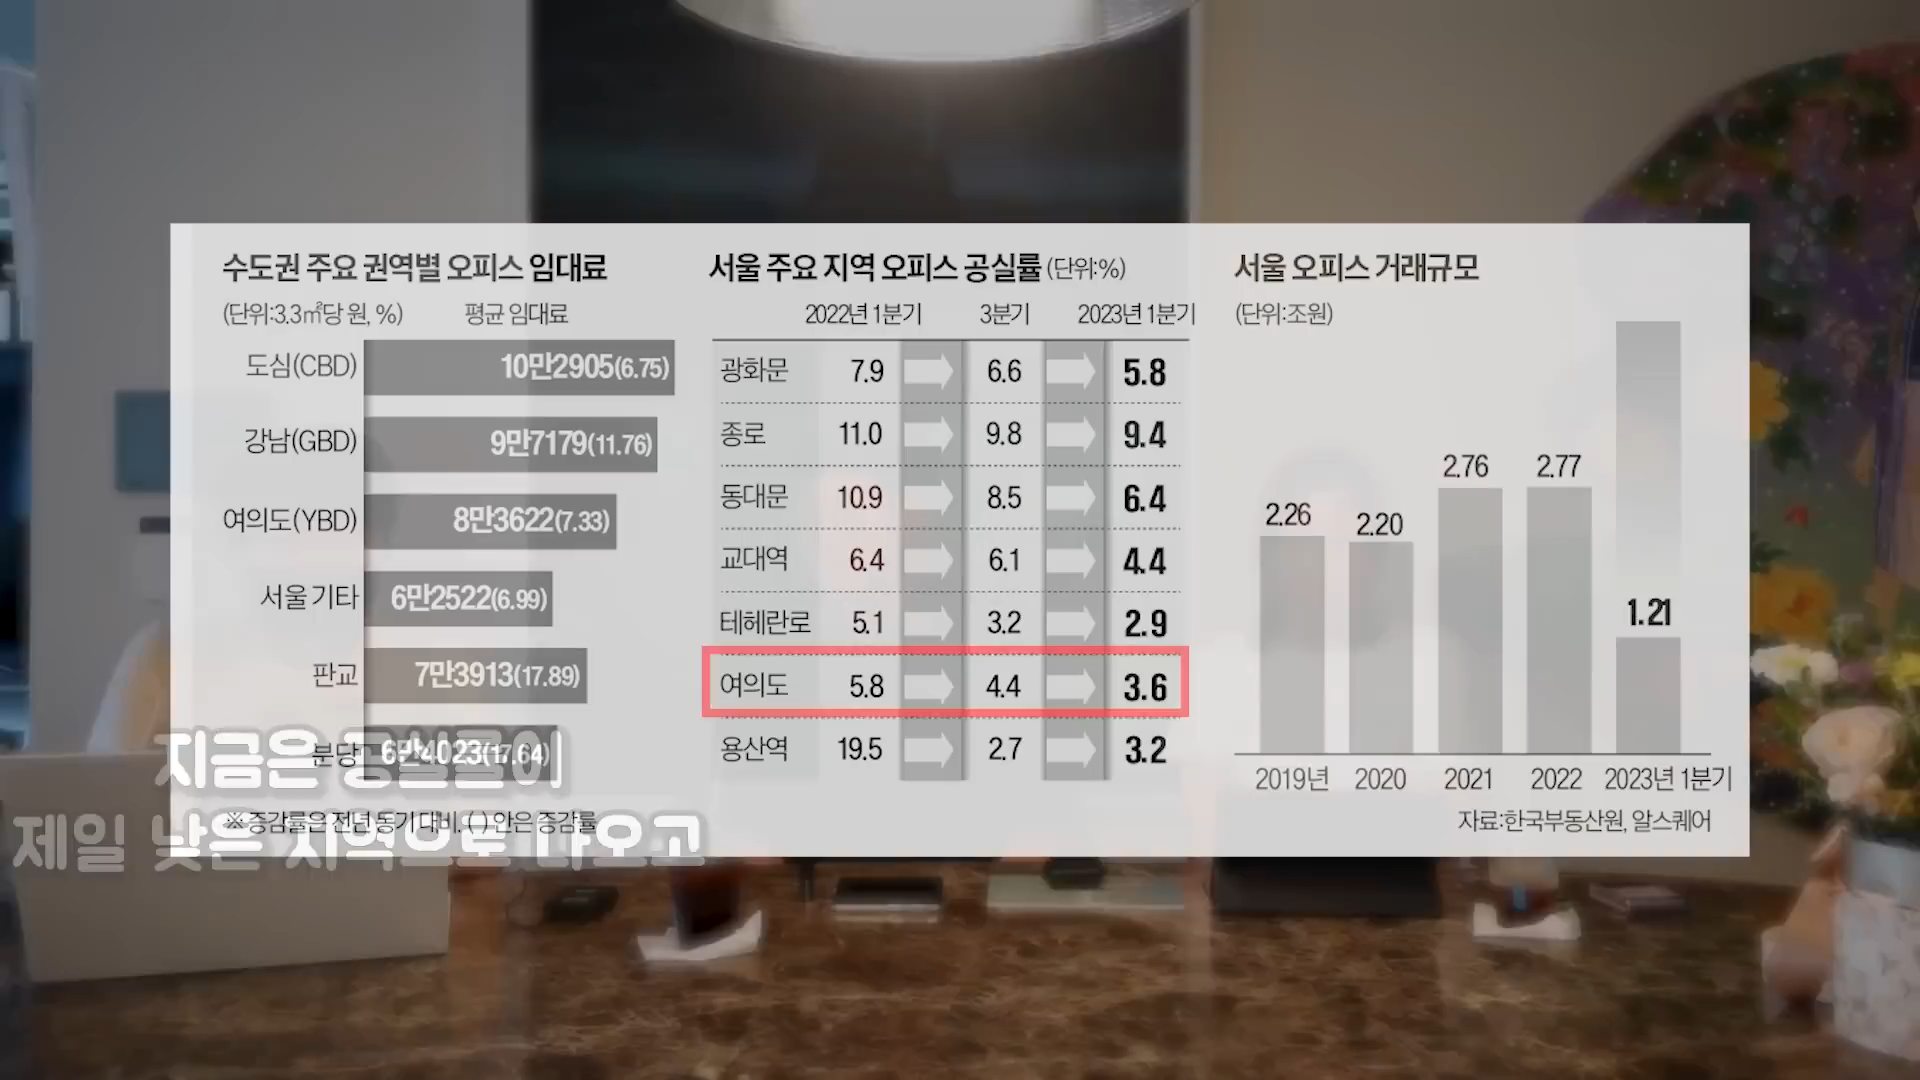 수도권 주요 권역별 오피스 임대료
(단위:3.3㎡당 원, %) 평균 임대료
도심(CBD) 10만2905(6.75)
강남(GBD) 9만7179(11.76)
여의도(YBD) 8만3622(7.33)
서울 기타 6만2522(6.99)
판교 7만3913(17.89)
분당 6만4023(17.64)
※ 증감률은 전년 동기 대비. ( ) 안은 증감률
서울 주요 지역 오피스 공실률 (단위:%)
2022년 1분기 3분기 2023년 1분기
광화문 7.9 6.6 5.8
종로 11.0 9.8 9.4
동대문 10.9 8.5 6.4
교대역 6.4 6.1 4.4
테헤란로 5.1 3.2 2.9
여의도 5.8 4.4 3.6
용산역 19.5 2.7 3.2
서울 오피스 거래규모
(단위:조원)
2.26 2.20 2.76 2.77 1.21
2019년 2020 2021 2022 2023년 1분기
자료:한국부동산원, 알스퀘어
지금은 공실률이
제일 낮은 지역으로 나오고